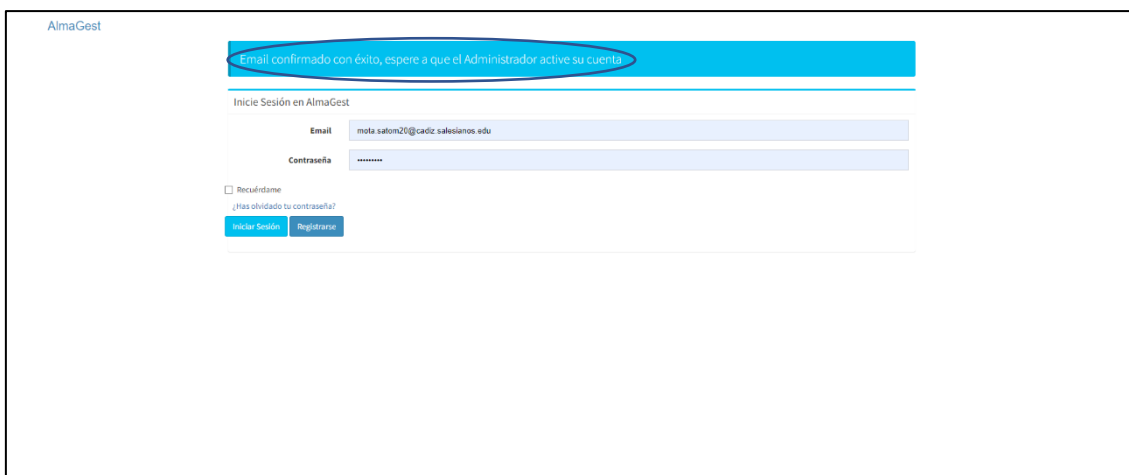 AlmaGest
Email confirmado con éxito, espere a que el Administrador active su cuenta
Inicie Sesión en AlmaGest
Email mota.satom20@cadiz.salesianos.edu
Contraseña •••••••••
Recuérdame
¿Has olvidado tu contraseña?
Iniciar Sesión Registrarse